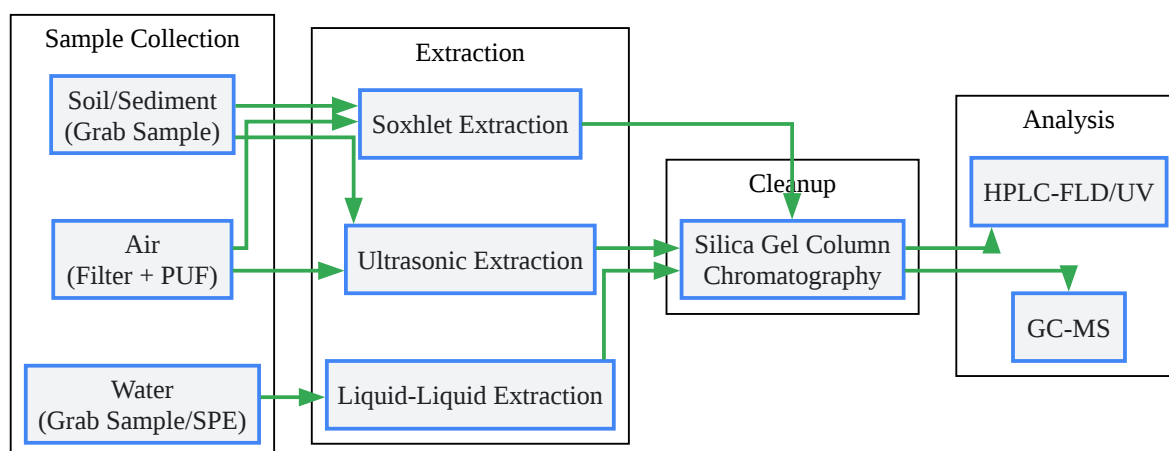 Sample Collection
Soil/Sediment
(Grab Sample)
Air
(Filter + PUF)
Water
(Grab Sample/SPE)
Extraction
Soxhlet Extraction
Ultrasonic Extraction
Liquid-Liquid Extraction
Cleanup
Silica Gel Column
Chromatography
Analysis
HPLC-FLD/UV
GC-MS